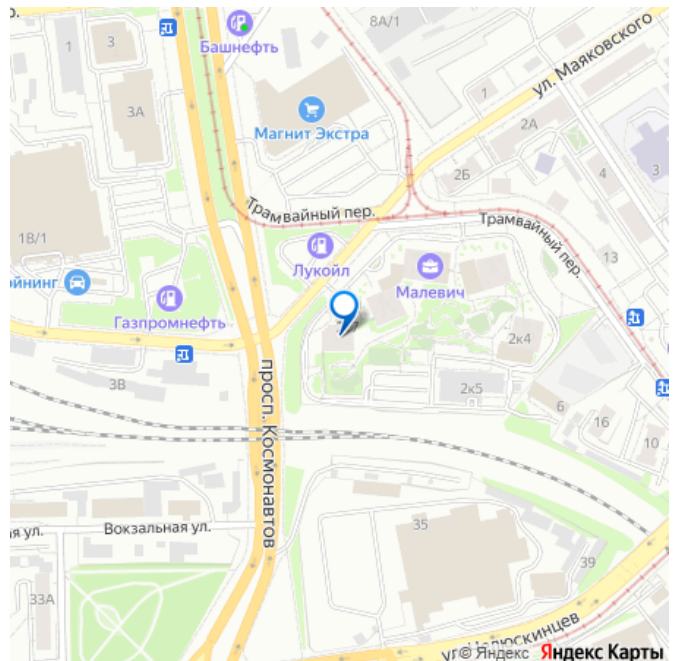 р.
1
3
Башнефть
8А/1
ул. Маяковского
3А
Магнит Экстра
1
2А
2Б
4
3
Трамвайный пер.
Трамвайный пер.
1В/1
Лукойл
13
ойнинг
Малевич
Газпромнефть
2к4
3В
просп. Космонавтов
2к5
6
16
10
Вокзальная ул.
ая ул.
35
39
33А
© Яндекс
Яндекс Карты